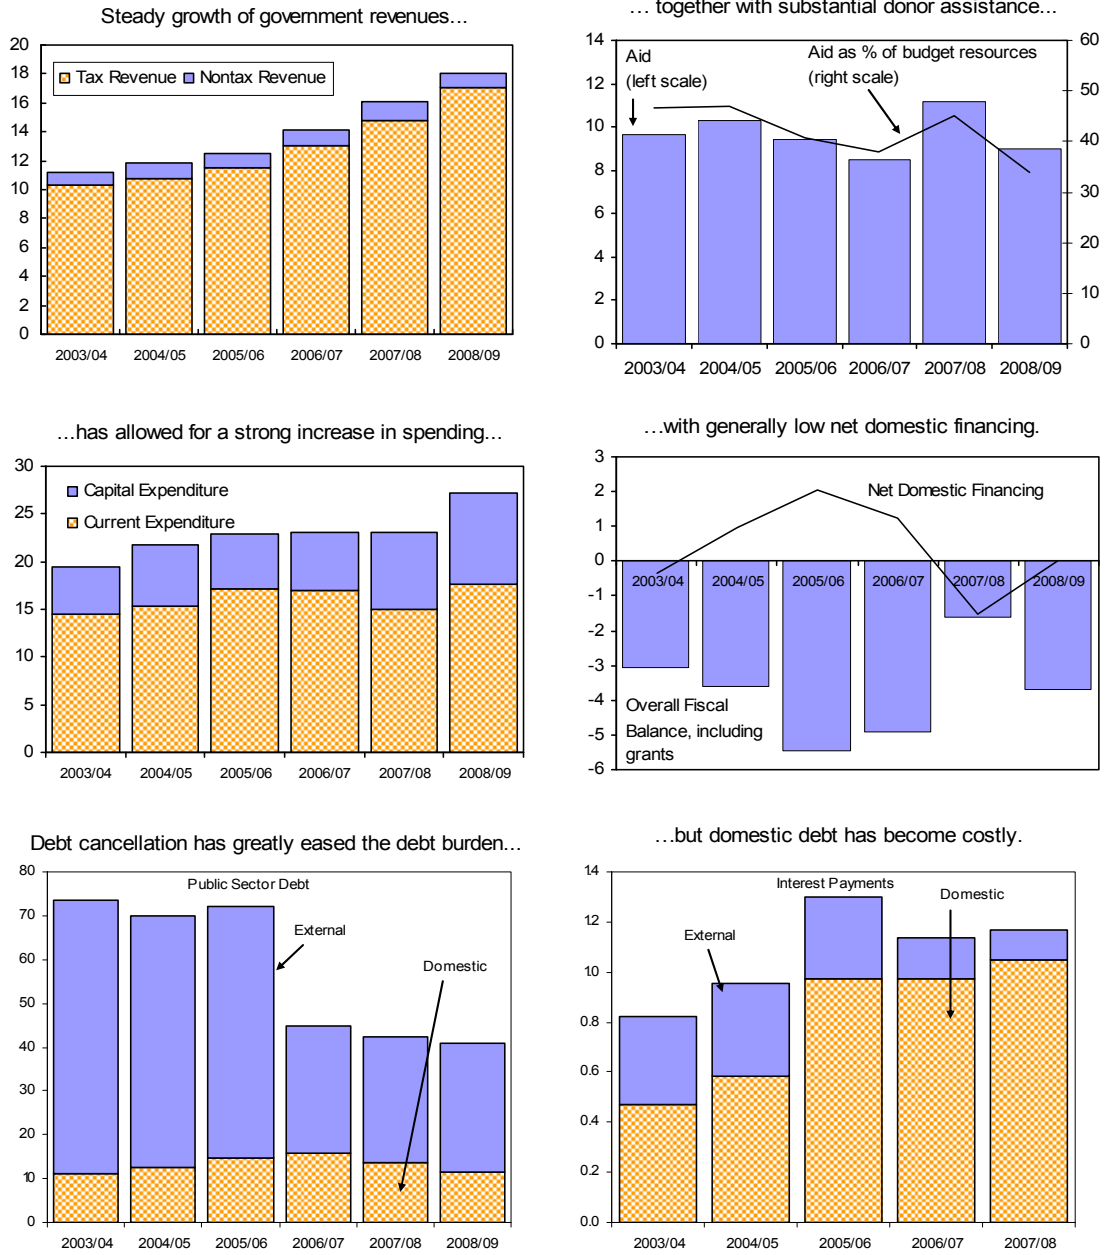 Steady growth of government revenues...
20
18
16
14
12
10
8
6
4
2
0
Tax Revenue Nontax Revenue
2003/04 2004/05 2005/06 2006/07 2007/08 2008/09
... together with substantial donor assistance...
14
12
10
8
6
4
2
0
Aid
(left scale)
Aid as % of budget resources
(right scale)
60
50
40
30
20
10
0
2003/04 2004/05 2005/06 2006/07 2007/08 2008/09
...has allowed for a strong increase in spending...
30
25
20
15
10
5
0
Capital Expenditure
Current Expenditure
2003/04 2004/05 2005/06 2006/07 2007/08 2008/09
...with generally low net domestic financing.
3
2
1
0
-1
-2
-3
-4
-5
-6
Net Domestic Financing
2003/04 2004/05 2005/06 2006/07 2007/08 2008/09
Overall Fiscal
Balance, including
grants
Debt cancellation has greatly eased the debt burden...
80
70
60
50
40
30
20
10
0
Public Sector Debt
External
Domestic
2003/04 2004/05 2005/06 2006/07 2007/08 2008/09
...but domestic debt has become costly.
1.4
1.2
1.0
0.8
0.6
0.4
0.2
0.0
Interest Payments
Domestic
External
2003/04 2004/05 2005/06 2006/07 2007/08